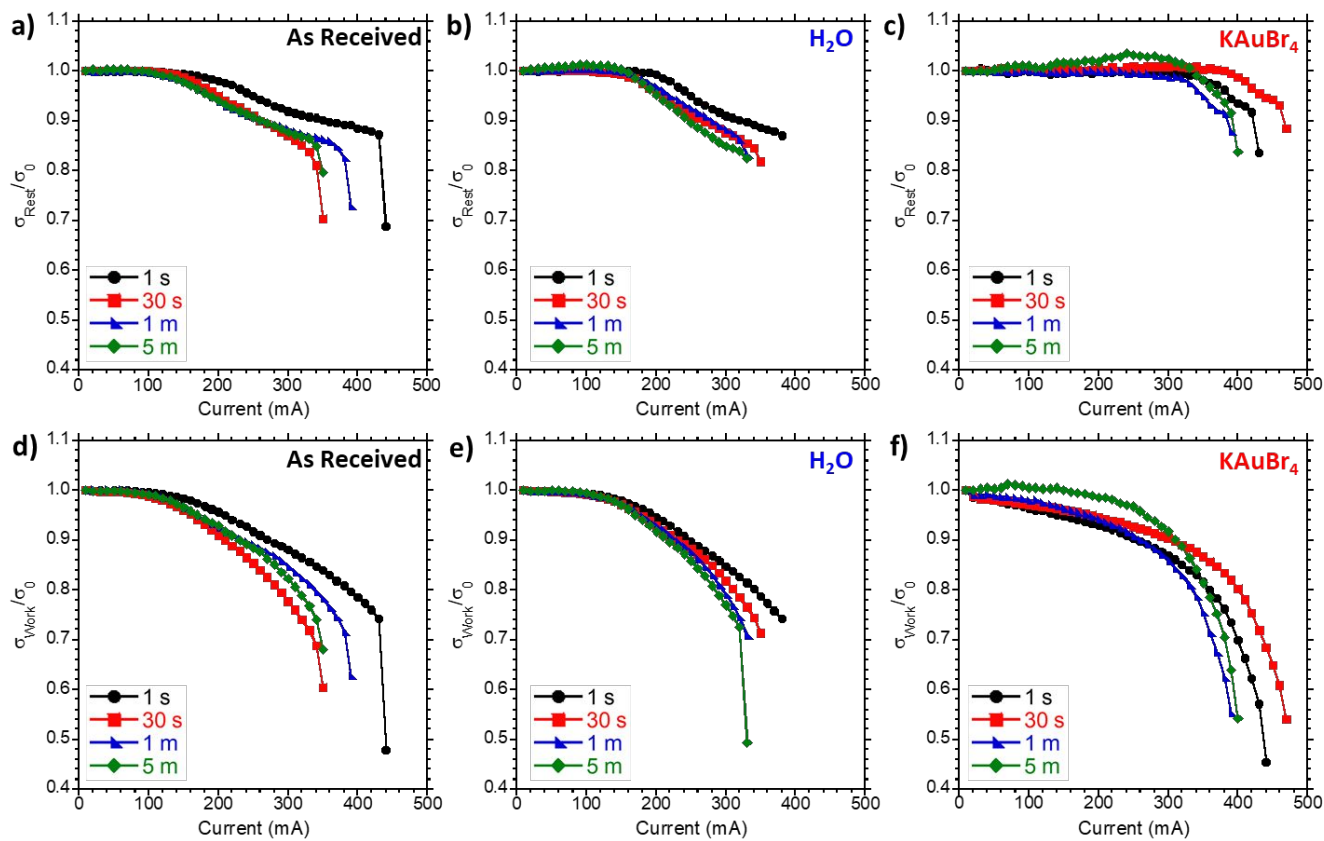 a) As Received
1.1
1.0
0.9
0.8
0.7
0.6
0.5
0.4
σRest/σ0
1 s
30 s
1 m
5 m
0 100 200 300 400 500
Current (mA)
b) H2O
1.1
1.0
0.9
0.8
0.7
0.6
0.5
0.4
σRest/σ0
1 s
30 s
1 m
5 m
0 100 200 300 400 500
Current (mA)
c) KAuBr4
1.1
1.0
0.9
0.8
0.7
0.6
0.5
0.4
σRest/σ0
1 s
30 s
1 m
5 m
0 100 200 300 400 500
Current (mA)
d) As Received
1.1
1.0
0.9
0.8
0.7
0.6
0.5
0.4
σWork/σ0
1 s
30 s
1 m
5 m
0 100 200 300 400 500
Current (mA)
e) H2O
1.1
1.0
0.9
0.8
0.7
0.6
0.5
0.4
σWork/σ0
1 s
30 s
1 m
5 m
0 100 200 300 400 500
Current (mA)
f) KAuBr4
1.1
1.0
0.9
0.8
0.7
0.6
0.5
0.4
σWork/σ0
1 s
30 s
1 m
5 m
0 100 200 300 400 500
Current (mA)